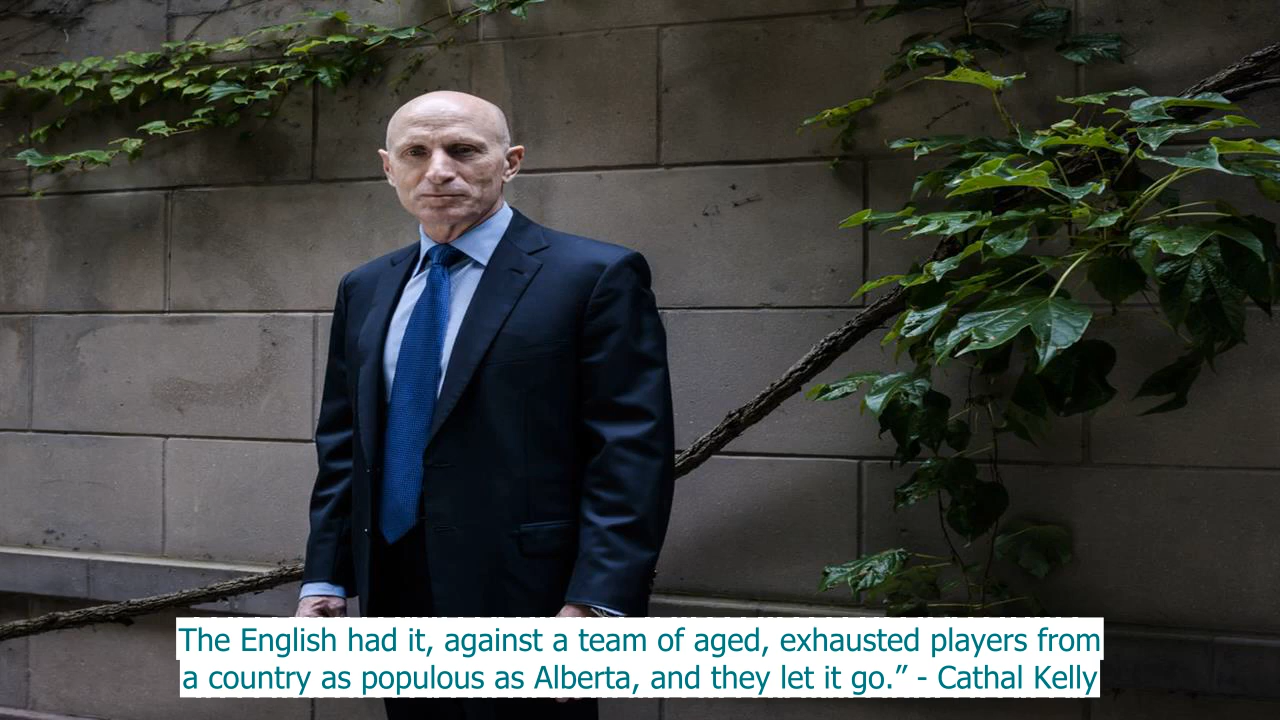 The English had it, against a team of aged, exhausted players from
a country as populous as Alberta, and they let it go.” - Cathal Kelly